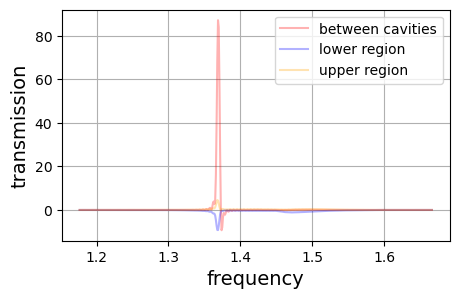 between cavities
lower region
upper region
transmission
80
60
40
20
0
1.2 1.3 1.4 1.5 1.6
frequency